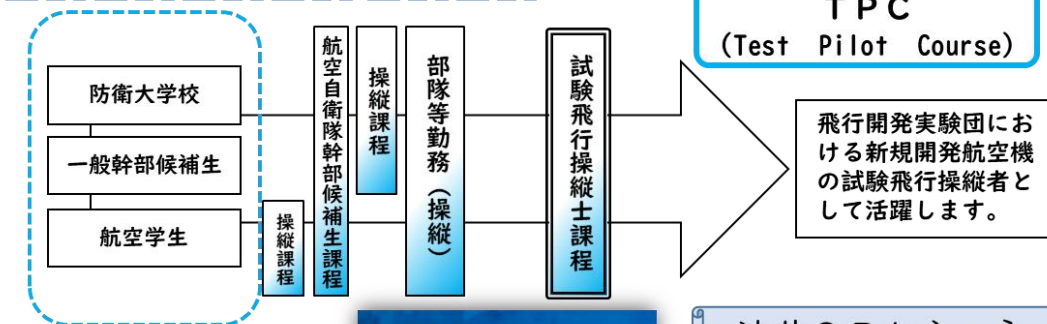 TPC
(Test Pilot Course)
防衛大学校
一般幹部候補生
航空学生
操縦課程
航空自衛隊幹部候補生課程
操縦課程
部隊等勤務（操縦）
試験飛行操縦士課程
飛行開発実験団にお
ける新規開発航空機
の試験飛行操縦者と
して活躍します。